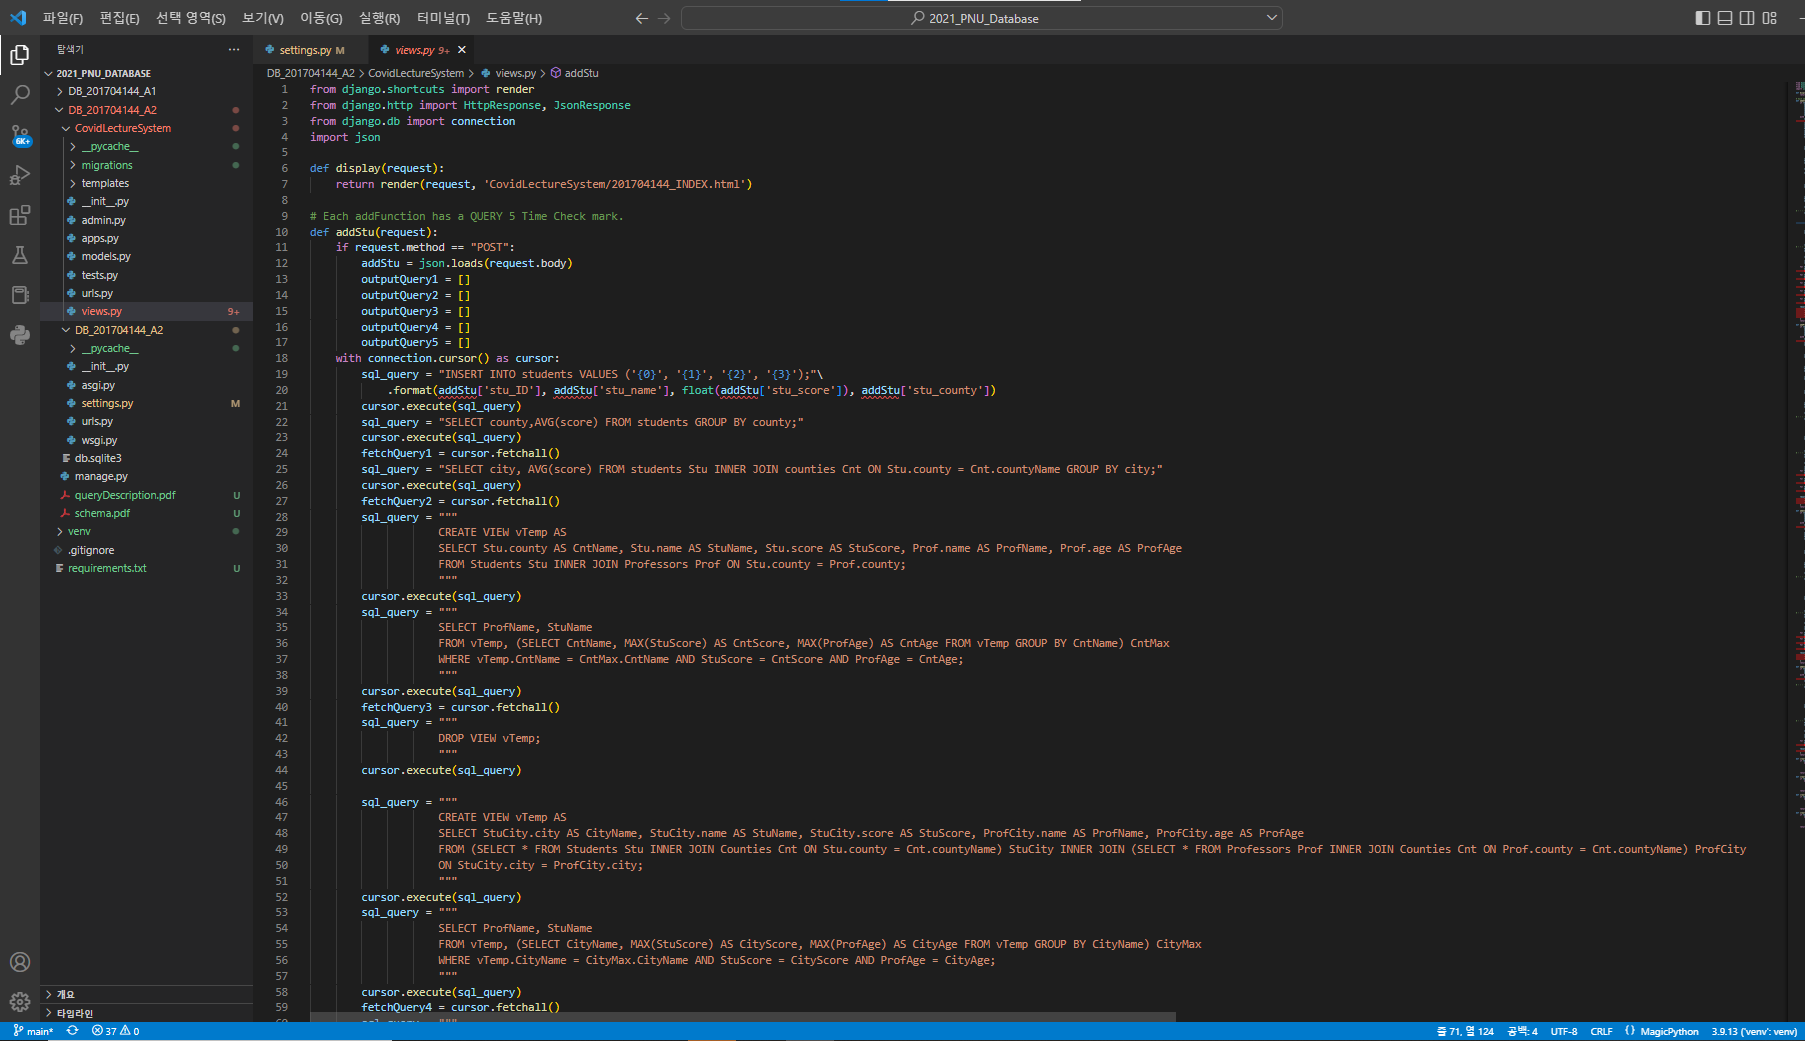 파일(F) 편집(E) 선택 영역(S) 보기(V) 이동(G) 실행(R) 터미널(T) 도움말(H) 2021_PNU_Database
탐색기
2021_PNU_DATABASE
DB_201704144_A1
DB_201704144_A2
CovidLectureSystem
__pycache__
migrations
templates
__init__.py
admin.py
apps.py
models.py
tests.py
urls.py
views.py 9+
DB_201704144_A2
__pycache__
__init__.py
asgi.py
settings.py M
urls.py
wsgi.py
db.sqlite3
manage.py
queryDescription.pdf U
schema.pdf U
venv
.gitignore
requirements.txt U
개요
타임라인
6K+
settings.py M views.py 9+
DB_201704144_A2 > CovidLectureSystem > views.py > addStu
1 from django.shortcuts import render
2 from django.http import HttpResponse, JsonResponse
3 from django.db import connection
4 import json
5
6 def display(request):
7 return render(request, 'CovidLectureSystem/201704144_INDEX.html')
8
9 # Each addFunction has a QUERY 5 Time Check mark.
10 def addStu(request):
11 if request.method == "POST":
12 addStu = json.loads(request.body)
13 outputQuery1 = []
14 outputQuery2 = []
15 outputQuery3 = []
16 outputQuery4 = []
17 outputQuery5 = []
18 with connection.cursor() as cursor:
19 sql_query = "INSERT INTO students VALUES ('{0}', '{1}', '{2}', '{3}');"\
20 .format(addStu['stu_ID'], addStu['stu_name'], float(addStu['stu_score']), addStu['stu_county'])
21 cursor.execute(sql_query)
22 sql_query = "SELECT county,AVG(score) FROM students GROUP BY county;"
23 cursor.execute(sql_query)
24 fetchQuery1 = cursor.fetchall()
25 sql_query = "SELECT city, AVG(score) FROM students Stu INNER JOIN counties Cnt ON Stu.county = Cnt.countyName GROUP BY city;"
26 cursor.execute(sql_query)
27 fetchQuery2 = cursor.fetchall()
28 sql_query = """
29 CREATE VIEW vTemp AS
30 SELECT Stu.county AS CntName, Stu.name AS StuName, Stu.score AS StuScore, Prof.name AS ProfName, Prof.age AS ProfAge
31 FROM Students Stu INNER JOIN Professors Prof ON Stu.county = Prof.county;
32 """
33 cursor.execute(sql_query)
34 sql_query = """
35 SELECT ProfName, StuName
36 FROM vTemp, (SELECT CntName, MAX(StuScore) AS CntScore, MAX(ProfAge) AS CntAge FROM vTemp GROUP BY CntName) CntMax
37 WHERE vTemp.CntName = CntMax.CntName AND StuScore = CntScore AND ProfAge = CntAge;
38 """
39 cursor.execute(sql_query)
40 fetchQuery3 = cursor.fetchall()
41 sql_query = """
42 DROP VIEW vTemp;
43 """
44 cursor.execute(sql_query)
45
46 sql_query = """
47 CREATE VIEW vTemp AS
48 SELECT StuCity.city AS CityName, StuCity.name AS StuName, StuCity.score AS StuScore, ProfCity.name AS ProfName, ProfCity.age AS ProfAge
49 FROM (SELECT * FROM Students Stu INNER JOIN Counties Cnt ON Stu.county = Cnt.countyName) StuCity INNER JOIN (SELECT * FROM Professors Prof INNER JOIN Counties Cnt ON Prof.county = Cnt.countyName) ProfCity
50 ON StuCity.city = ProfCity.city;
51 """
52 cursor.execute(sql_query)
53 sql_query = """
54 SELECT ProfName, StuName
55 FROM vTemp, (SELECT CityName, MAX(StuScore) AS CityScore, MAX(ProfAge) AS CityAge FROM vTemp GROUP BY CityName) CityMax
56 WHERE vTemp.CityName = CityMax.CityName AND StuScore = CityScore AND ProfAge = CityAge;
57 """
58 cursor.execute(sql_query)
59 fetchQuery4 = cursor.fetchall()
main* 37 0 줄 71, 열 124 공백: 4 UTF-8 CRLF {} MagicPython 3.9.13 ('venv': venv)